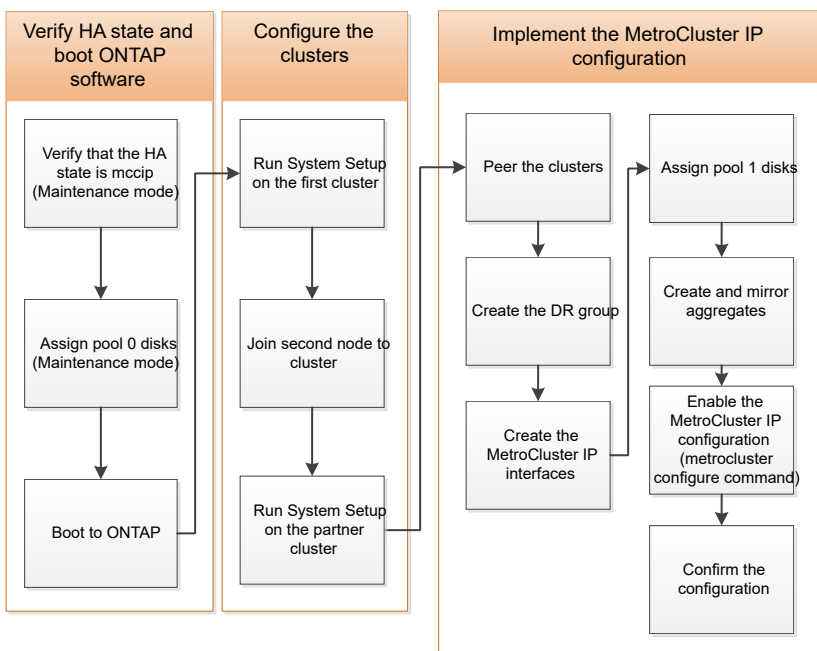 Verify HA state and
boot ONTAP
software
Verify that the HA
state is mccip
(Maintenance mode)
Assign pool 0 disks
(Maintenance mode)
Boot to ONTAP
Configure the
clusters
Run System Setup
on the first cluster
Join second node to
cluster
Run System Setup
on the partner
cluster
Implement the MetroCluster IP
configuration
Peer the clusters
Create the DR group
Create the
MetroCluster IP
interfaces
Assign pool 1 disks
Create and mirror
aggregates
Enable the
MetroCluster IP
configuration
(metrocluster
configure command)
Confirm the
configuration